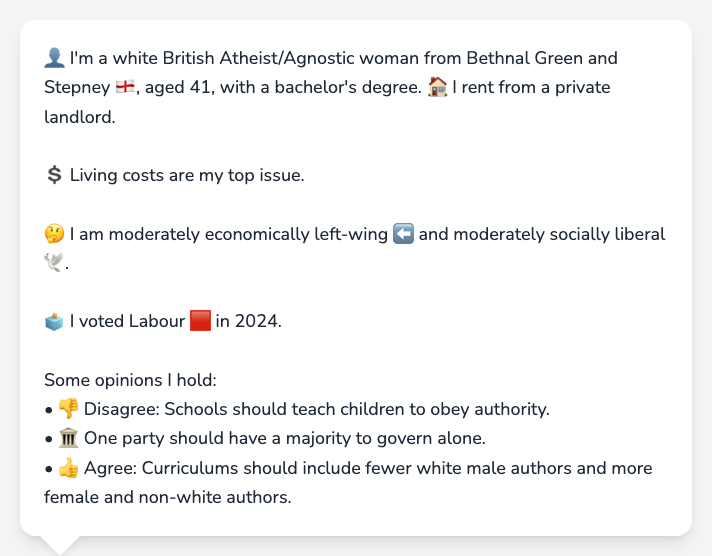 👤 I'm a white British Atheist/Agnostic woman from Bethnal Green and
Stepney 🏴󠁧󠁢󠁥󠁮󠁧󠁿, aged 41, with a bachelor's degree. 🏠 I rent from a private
landlord.
💲 Living costs are my top issue.
🤔 I am moderately economically left-wing ⬅️ and moderately socially liberal
🕊️.
🗳️ I voted Labour 🟥 in 2024.
Some opinions I hold:
• 👎 Disagree: Schools should teach children to obey authority.
• 🏛️ One party should have a majority to govern alone.
• 👍 Agree: Curriculums should include fewer white male authors and more
female and non-white authors.